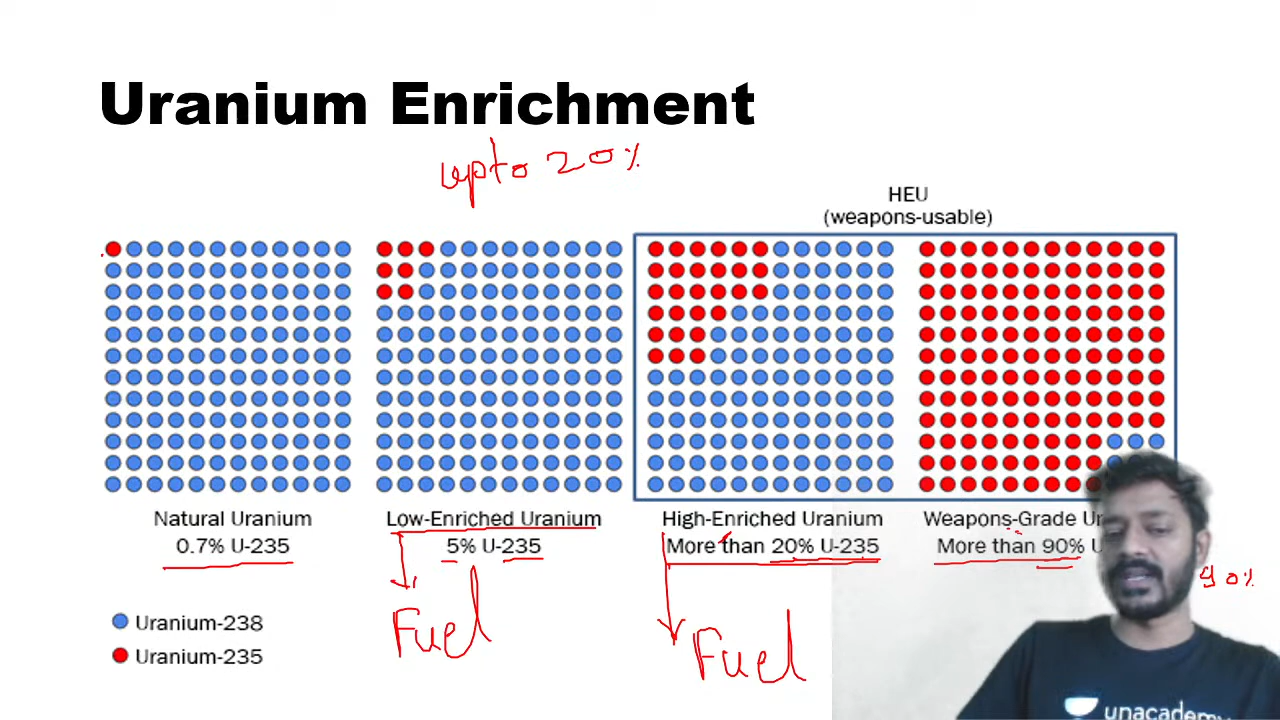 Uranium Enrichment
upto 20%
HEU
(weapons-usable)
Natural Uranium
0.7% U-235
Low-Enriched Uranium
5% U-235
High-Enriched Uranium
More than 20% U-235
Weapons-Grade Ur
More than 90% U
90%
Fuel
Fuel
Uranium-238
Uranium-235
unacademy